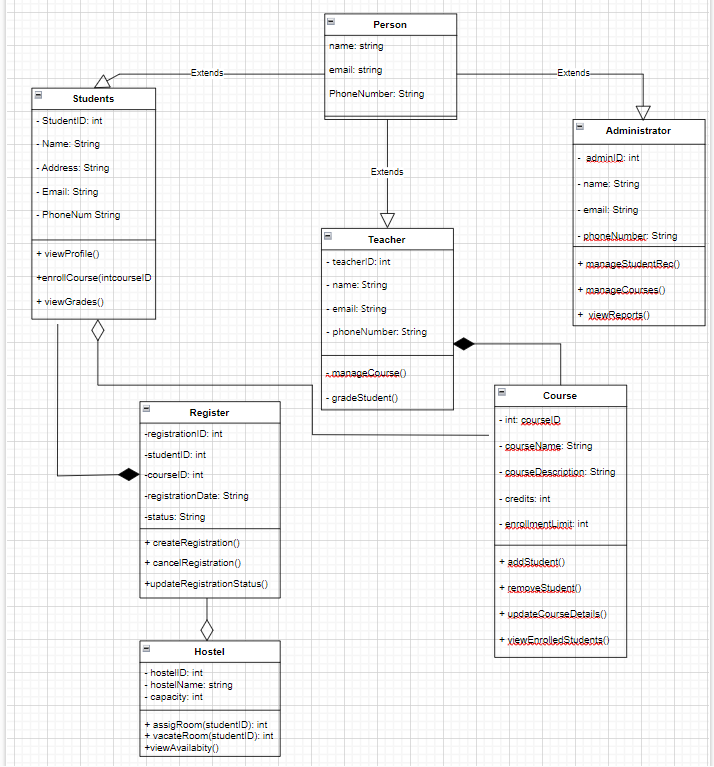 Person
name: string
email: string
PhoneNumber: String
Extends
Extends
Extends
Students
- StudentID: int
- Name: String
- Address: String
- Email: String
- PhoneNum String
+ viewProfile()
+enrollCourse(intcourseID
+ viewGrades()
Administrator
- adminID: int
- name: String
- email: String
- phoneNumber: String
+ manageStudentRec()
+ manageCourses()
+ viewReports()
Teacher
- teacherID: int
- name: String
- email: String
- phoneNumber: String
- manageCourse()
- gradeStudent()
Course
- int: courseID
- courseName: String
- courseDescription: String
- credits: int
- enrollmentLimit: int
+ addStudent()
+ removeStudent()
+ updateCourseDetails()
+ viewEnrolledStudents()
Register
-registrationID: int
-studentID: int
-courseID: int
-registrationDate: String
-status: String
+ createRegistration()
+ cancelRegistration()
+updateRegistrationStatus()
Hostel
- hostelID: int
- hostelName: string
- capacity: int
+ assigRoom(studentID): int
+ vacateRoom(studentID): int
+viewAvailabity()